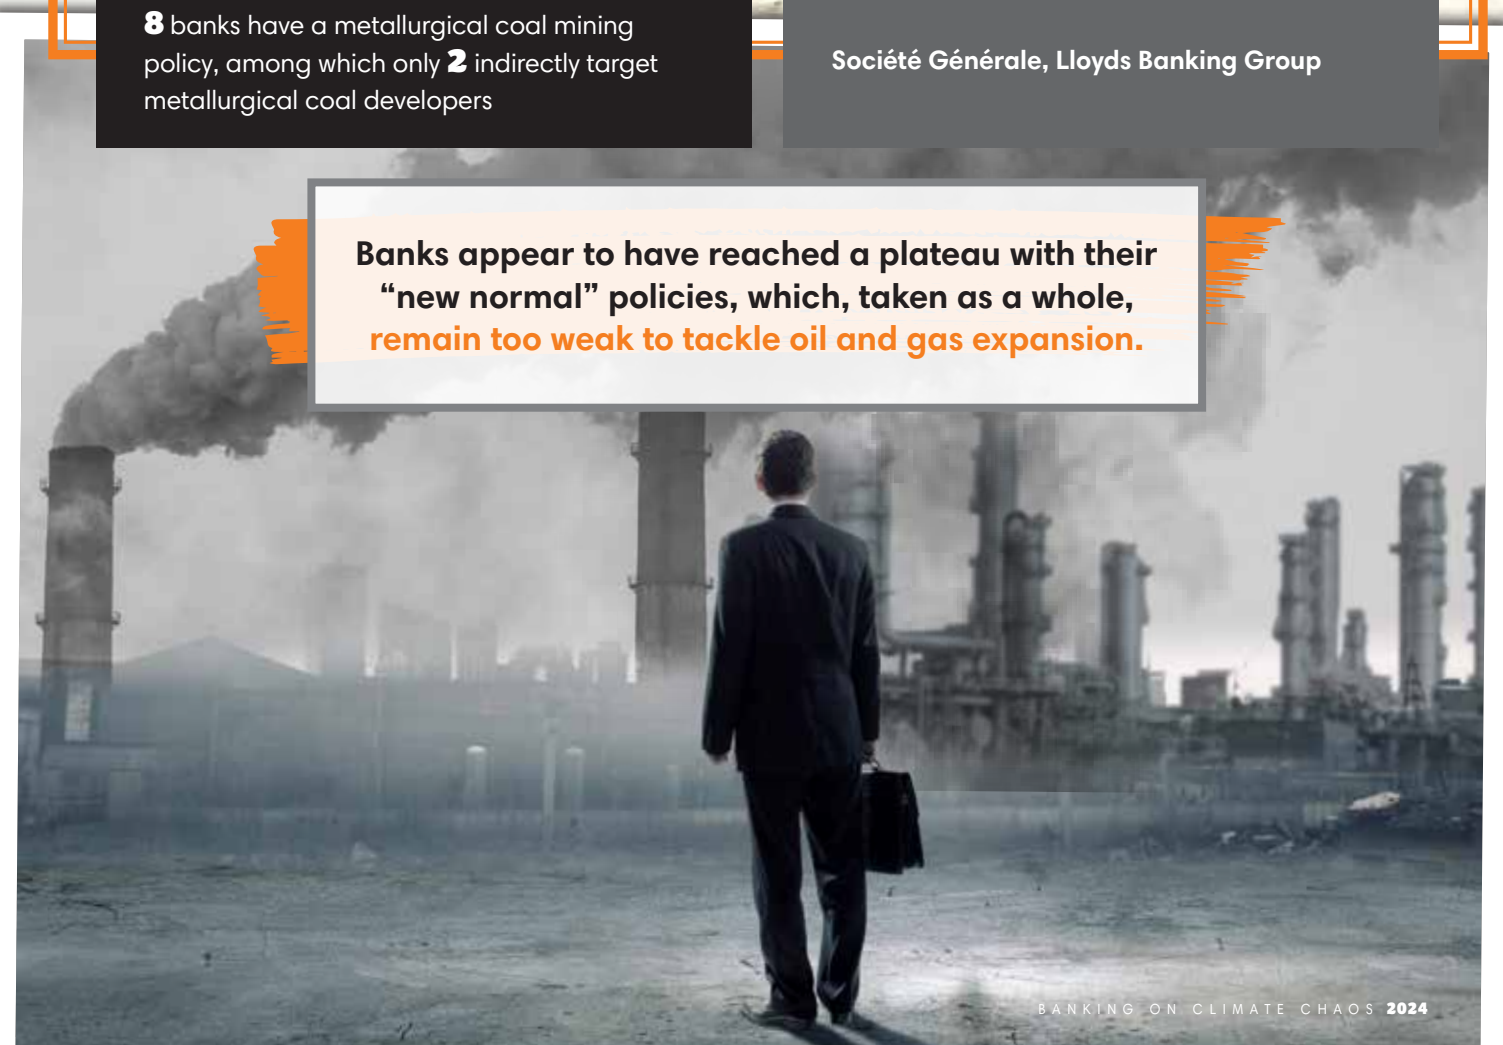 8 banks have a metallurgical coal mining
policy, among which only 2 indirectly target
metallurgical coal developers
Société Générale, Lloyds Banking Group
Banks appear to have reached a plateau with their
“new normal” policies, which, taken as a whole,
remain too weak to tackle oil and gas expansion.
BANKING ON CLIMATE CHAOS 2024